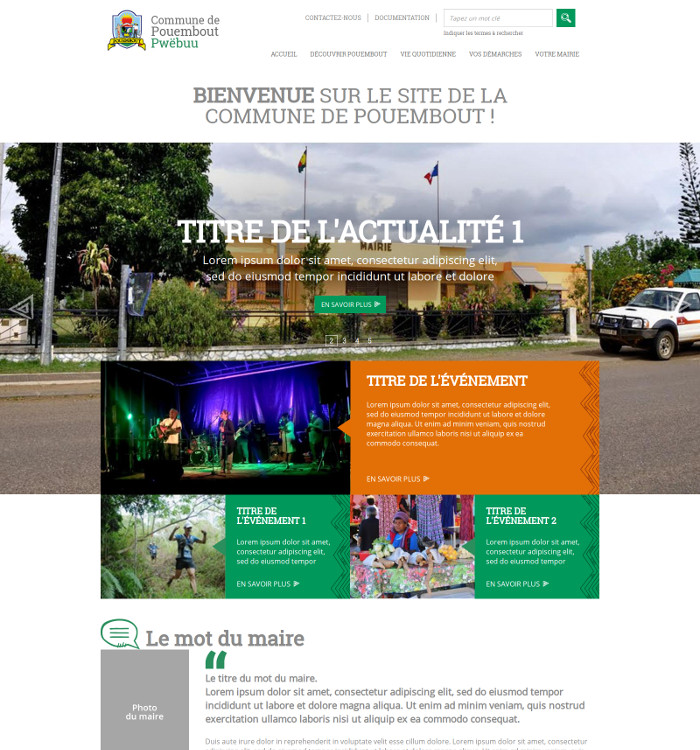 Commune de
Pouembout
Pwëbuu
CONTACTEZ-NOUS
DOCUMENTATION
Tapez un mot clé
Indiquer les termes à rechercher
ACCUEIL
DÉCOUVRIR POUEMBOUT
VIE QUOTIDIENNE
VOS DÉMARCHES
VOTRE MAIRIE
BIENVENUE SUR LE SITE DE LA
COMMUNE DE POUEMBOUT !
MAIRIE
TITRE DE L'ACTUALITÉ 1
Lorem ipsum dolor sit amet, consectetur adipiscing elit,
sed do eiusmod tempor incididunt ut labore et dolore
EN SAVOIR PLUS
2 3 4 5
TITRE DE L'ÉVÉNEMENT
Lorem ipsum dolor sit amet, consectetur adipiscing elit,
sed do eiusmod tempor incididunt ut labore et dolore
magna aliqua. Ut enim ad minim veniam, quis nostrud
exercitation ullamco laboris nisi ut aliquip ex ea
commodo consequat.
EN SAVOIR PLUS
TITRE DE
L'ÉVÉNEMENT 1
Lorem ipsum dolor sit amet,
consectetur adipiscing elit,
sed do eiusmod tempor
EN SAVOIR PLUS
TITRE DE
L'ÉVÉNEMENT 2
Lorem ipsum dolor sit amet,
consectetur adipiscing elit,
sed do eiusmod tempor
EN SAVOIR PLUS
Le mot du maire
Photo
du maire
Le titre du mot du maire.
Lorem ipsum dolor sit amet, consectetur adipiscing elit, sed do eiusmod tempor
incididunt ut labore et dolore magna aliqua. Ut enim ad minim veniam, quis nostrud
exercitation ullamco laboris nisi ut aliquip ex ea commodo consequat.
Duis aute irure dolor in reprehenderit in voluptate velit esse cillum dolore. Lorem ipsum dolor sit amet, consectetur